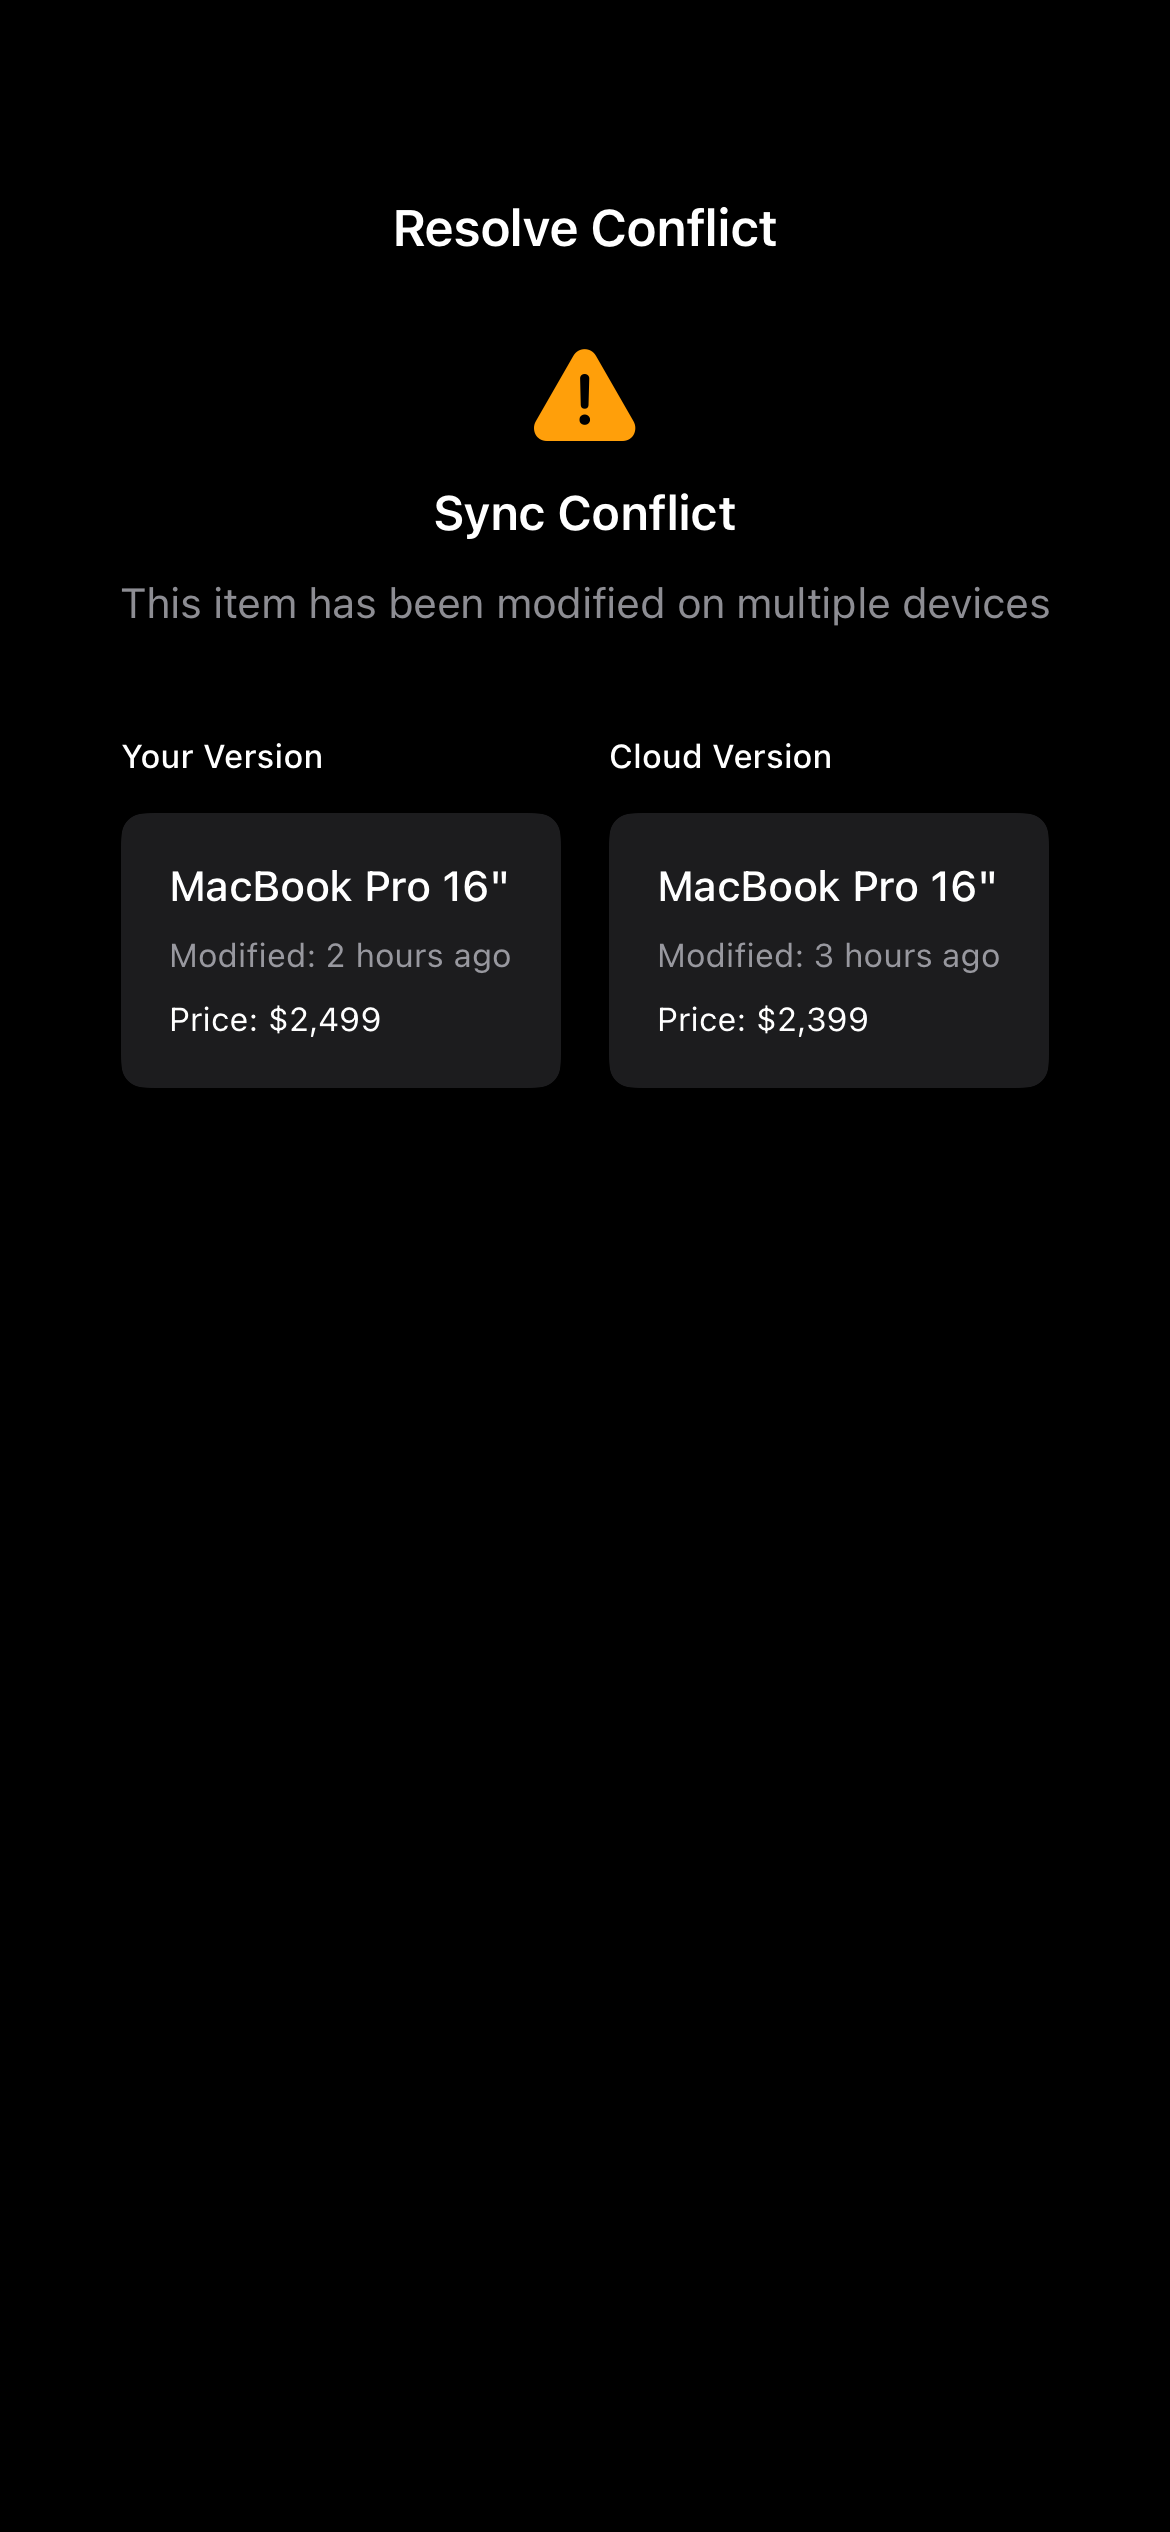 Resolve Conflict
Sync Conflict
This item has been modified on multiple devices
Your Version
MacBook Pro 16"
Modified: 2 hours ago
Price: $2,499
Cloud Version
MacBook Pro 16"
Modified: 3 hours ago
Price: $2,399